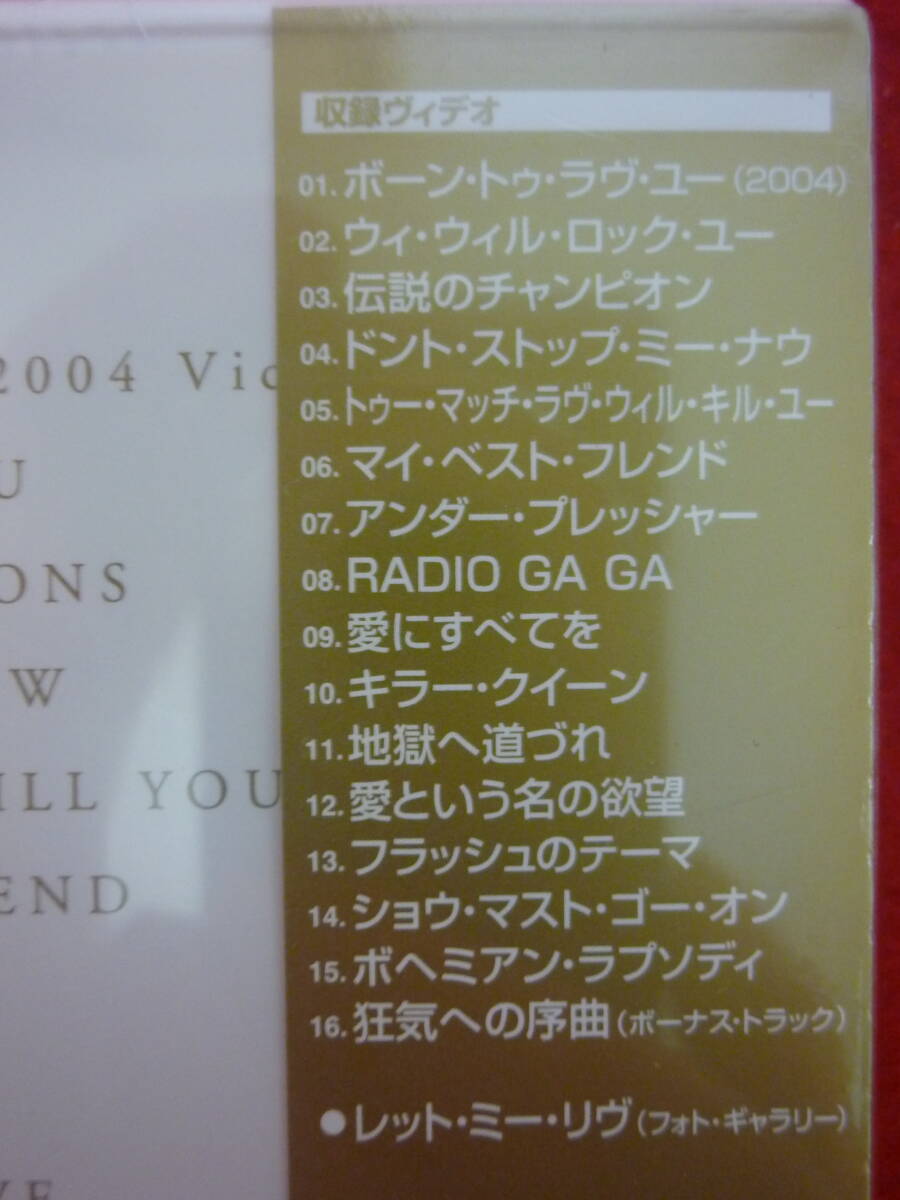 2004 Vid
U
ONS
W
ILL YOU
END
VE
収録ヴィデオ
01. ボーン・トゥ・ラヴ・ユー(2004)
02. ウィ・ウィル・ロック・ユー
03. 伝説のチャンピオン
04. ドント・ストップ・ミー・ナウ
05. トゥー・マッチ・ラヴ・ウィル・キル・ユー
06. マイ・ベスト・フレンド
07. アンダー・プレッシャー
08. RADIO GA GA
09. 愛にすべてを
10. キラー・クイーン
11. 地獄へ道づれ
12. 愛という名の欲望
13. フラッシュのテーマ
14. ショウ・マスト・ゴー・オン
15. ボヘミアン・ラプソディ
16. 狂気への序曲(ボーナス・トラック)
●レット・ミー・リヴ(フォト・ギャラリー)